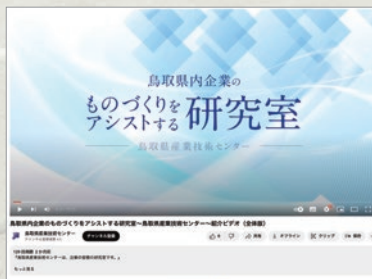 鳥取県内企業の
ものづくりを
アシストする 研究室
鳥取県産業技術センター
鳥取県内企業のものづくりをアシストする研究室～鳥取県産業技術センター～紹介ビデオ（全体版）
鳥取県産業技術センター
チャンネル登録
共有
オフライン
クリップ
保存
「鳥取県産業技術センターは、企業の皆様の研究室です。」
もっと見る